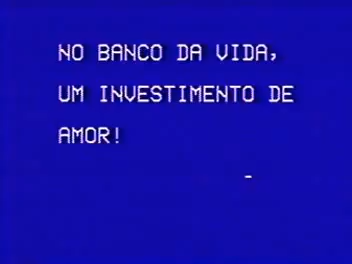 NO BANCO DA VIDA,
UM INVESTIMENTO DE
AMOR!
-